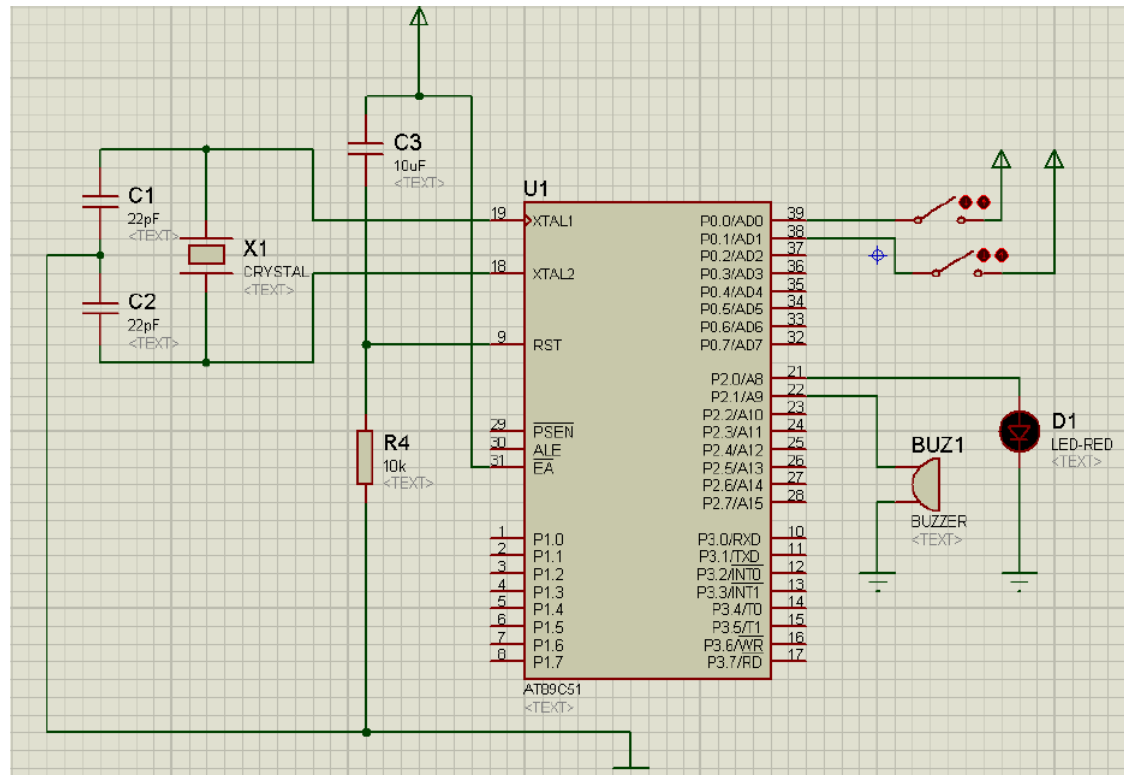 C3
10uF
<TEXT>
C1
22pF
<TEXT>
X1
CRYSTAL
<TEXT>
C2
22pF
<TEXT>
R4
10k
<TEXT>
U1
19 XTAL1
18 XTAL2
9 RST
29 PSEN
30 ALE
31 EA
1 P1.0
2 P1.1
3 P1.2
4 P1.3
5 P1.4
6 P1.5
7 P1.6
8 P1.7
P0.0/AD0 39
P0.1/AD1 38
P0.2/AD2 37
P0.3/AD3 36
P0.4/AD4 35
P0.5/AD5 34
P0.6/AD6 33
P0.7/AD7 32
P2.0/A8 21
P2.1/A9 22
P2.2/A10 23
P2.3/A11 24
P2.4/A12 25
P2.5/A13 26
P2.6/A14 27
P2.7/A15 28
P3.0/RXD 10
P3.1/TXD 11
P3.2/INT0 12
P3.3/INT1 13
P3.4/T0 14
P3.5/T1 15
P3.6/WR 16
P3.7/RD 17
AT89C51
<TEXT>
BUZ1
BUZZER
<TEXT>
D1
LED-RED
<TEXT>